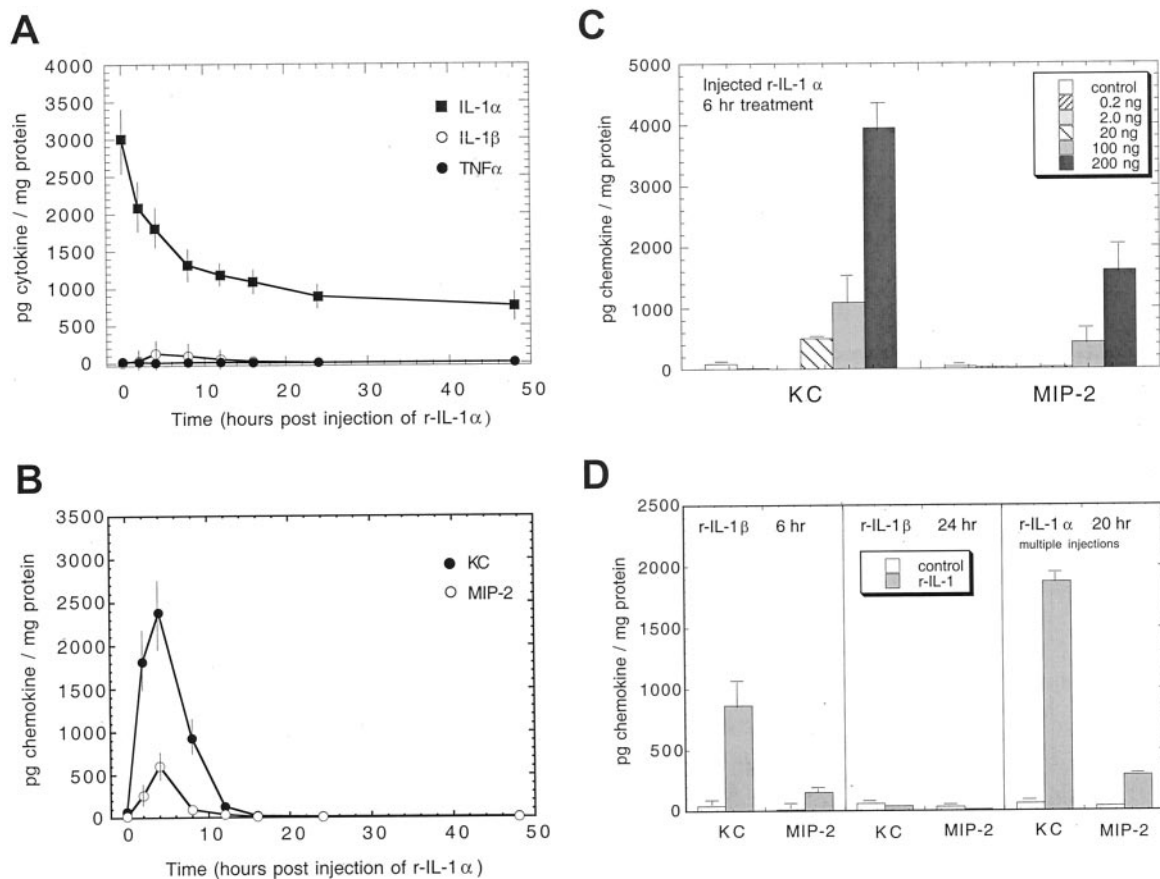 A
4000
3500
3000
2500
2000
1500
1000
500
0
pg cytokine / mg protein
IL-1α
IL-1β
TNFα
0 10 20 30 40 50
Time (hours post injection of r-IL-1α)
B
3500
3000
2500
2000
1500
1000
500
0
pg chemokine / mg protein
KC
MIP-2
0 10 20 30 40 50
Time (hours post injection of r-IL-1α)
C
5000
4000
3000
2000
1000
0
pg chemokine / mg protein
Injected r-IL-1 α
6 hr treatment
control
0.2 ng
2.0 ng
20 ng
100 ng
200 ng
KC MIP-2
D
2500
2000
1500
1000
500
0
pg chemokine / mg protein
r-IL-1β 6 hr
r-IL-1β 24 hr
r-IL-1 α 20 hr
multiple injections
control
r-IL-1
KC MIP-2 KC MIP-2 KC MIP-2